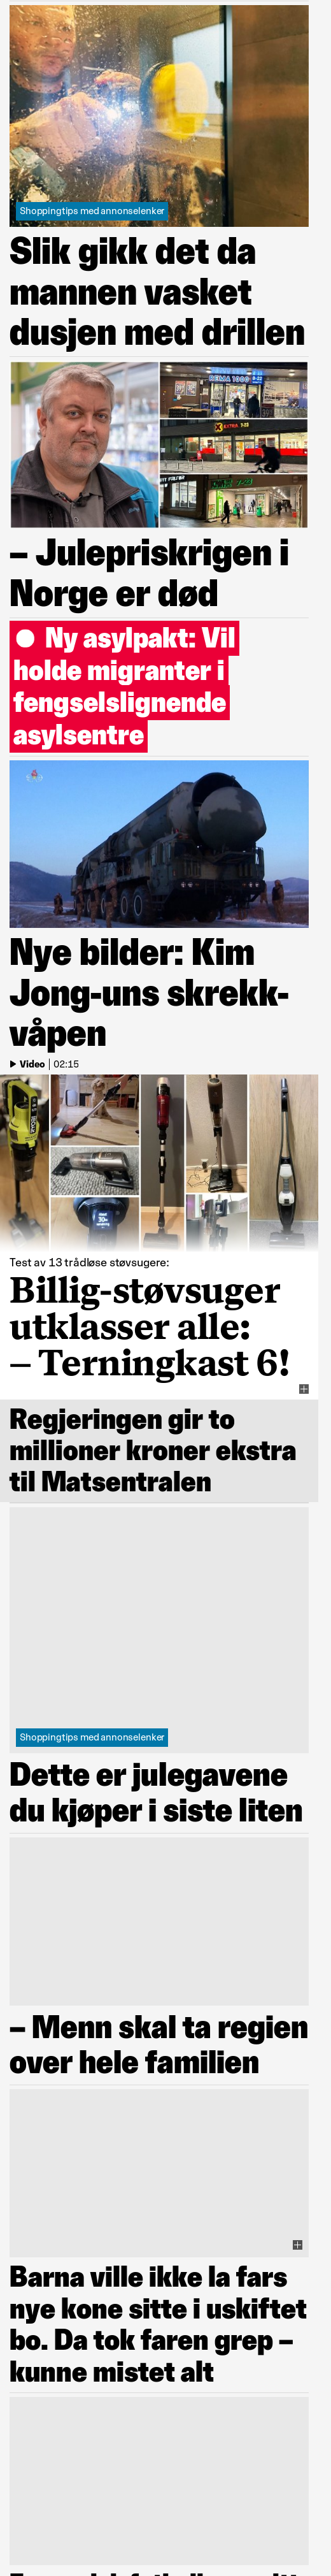 Shoppingtips med annonselenker
Slik gikk det da
mannen vasket
dusjen med drillen
REMA 1000
EXTRA
– Julepriskrigen i
Norge er død
Ny asylpakt: Vil
holde migranter i
fengselslignende
asylsentre
Nye bilder: Kim
Jong-uns skrekk-
våpen
Video | 02:15
RYOBI
Test av 13 trådløse støvsugere:
Billig-støvsuger
utklasser alle:
– Terningkast 6!
Regjeringen gir to
millioner kroner ekstra
til Matsentralen
Shoppingtips med annonselenker
Dette er julegavene
du kjøper i siste liten
– Menn skal ta regien
over hele familien
Barna ville ikke la fars
nye kone sitte i uskiftet
bo. Da tok faren grep –
kunne mistet alt